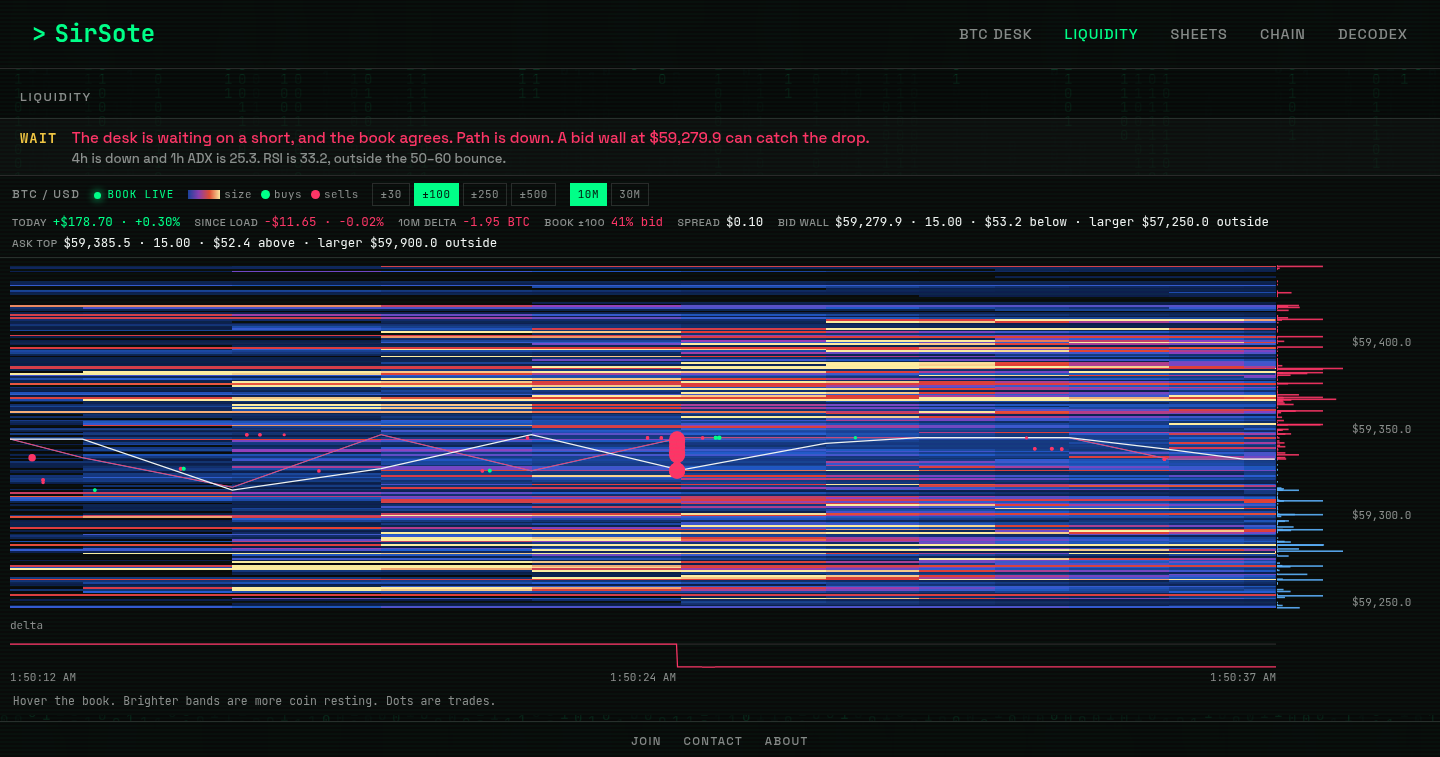 > SirSote
BTC DESK LIQUIDITY SHEETS CHAIN DECODEX
LIQUIDITY
WAIT The desk is waiting on a short, and the book agrees. Path is down. A bid wall at $59,279.9 can catch the drop.
4h is down and 1h ADX is 25.3. RSI is 33.2, outside the 50–60 bounce.
BTC / USD BOOK LIVE size buys sells ±30 ±100 ±250 ±500 10M 30M
TODAY +$178.70 · +0.30% SINCE LOAD -$11.65 · -0.02% 10M DELTA -1.95 BTC BOOK ±100 41% bid SPREAD $0.10 BID WALL $59,279.9 · 15.00 · $53.2 below · larger $57,250.0 outside
ASK TOP $59,385.5 · 15.00 · $52.4 above · larger $59,900.0 outside
$59,400.0
$59,350.0
$59,300.0
$59,250.0
delta
1:50:12 AM 1:50:24 AM 1:50:37 AM
Hover the book. Brighter bands are more coin resting. Dots are trades.
JOIN CONTACT ABOUT